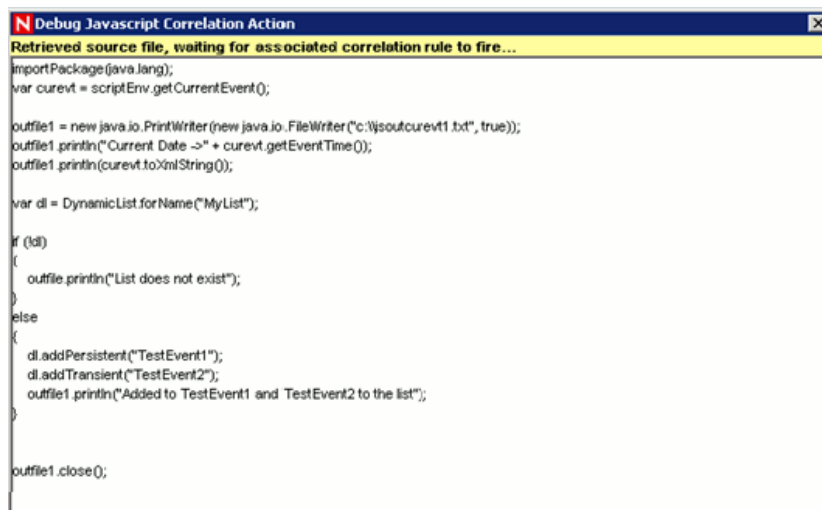 N Debug Javascript Correlation Action
Retrieved source file, waiting for associated correlation rule to fire...
importPackage(java.lang);
var curevt = scriptEnv.getCurrentEvent();
outfile1 = new java.io.PrintWriter(new java.io.FileWriter("c:\\jsoutcurevt1.txt", true));
outfile1.println("Current Date ->" + curevt.getEventTime());
outfile1.println(curevt.toXmlString());
var dl = DynamicList.forName("MyList");
if (!dl)
{
outfile.println("List does not exist");
}
else
{
dl.addPersistent("TestEvent1");
dl.addTransient("TestEvent2");
outfile1.println("Added to TestEvent1 and TestEvent2 to the list");
}
outfile1.close();